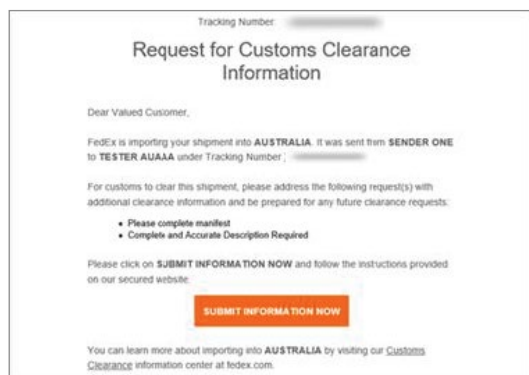 Tracking Number:
Request for Customs Clearance
Information
Dear Valued Customer,
FedEx is importing your shipment into AUSTRALIA. It was sent from SENDER ONE
to TESTER AUAAA under Tracking Number:
For customs to clear this shipment, please address the following request(s) with
additional clearance information and be prepared for any future clearance requests:
• Please complete manifest
• Complete and Accurate Description Required
Please click on SUBMIT INFORMATION NOW and follow the instructions provided
on our secured website:
SUBMIT INFORMATION NOW
You can learn more about importing into AUSTRALIA by visiting our Customs
Clearance information center at fedex.com.